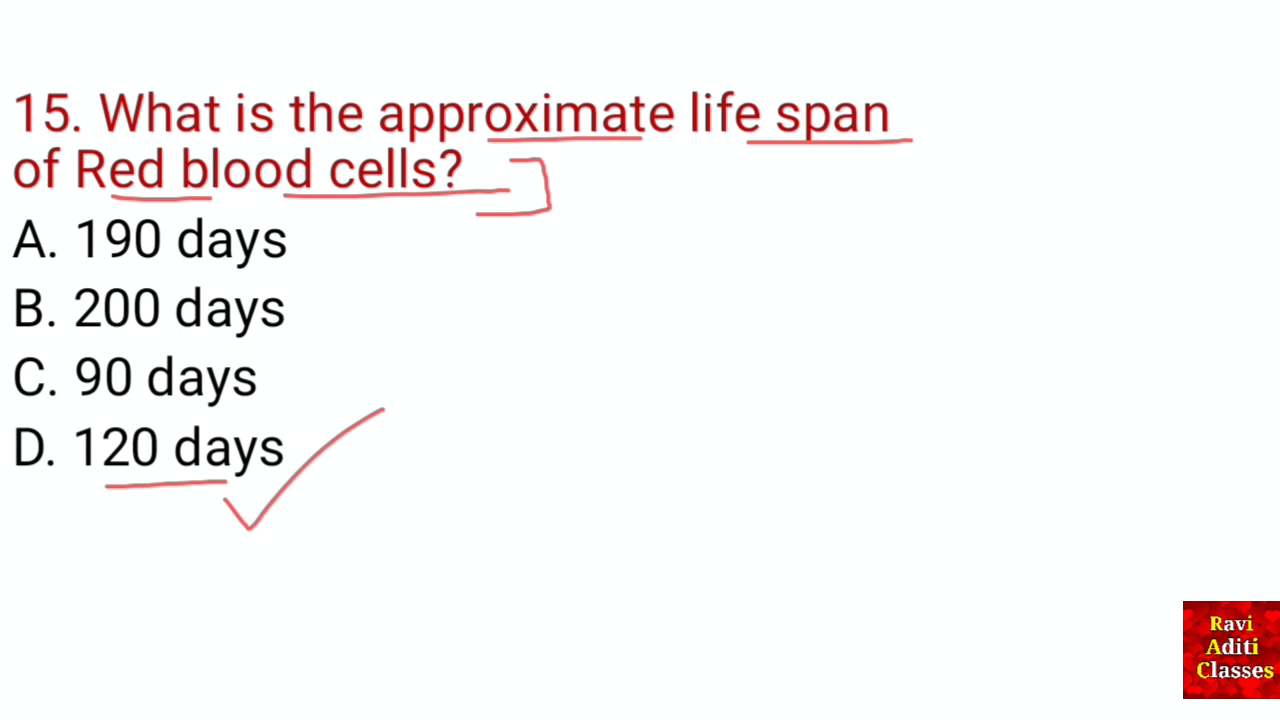 15. What is the approximate life span
of Red blood cells?
A. 190 days
B. 200 days
C. 90 days
D. 120 days
Ravi
Aditi
Classes